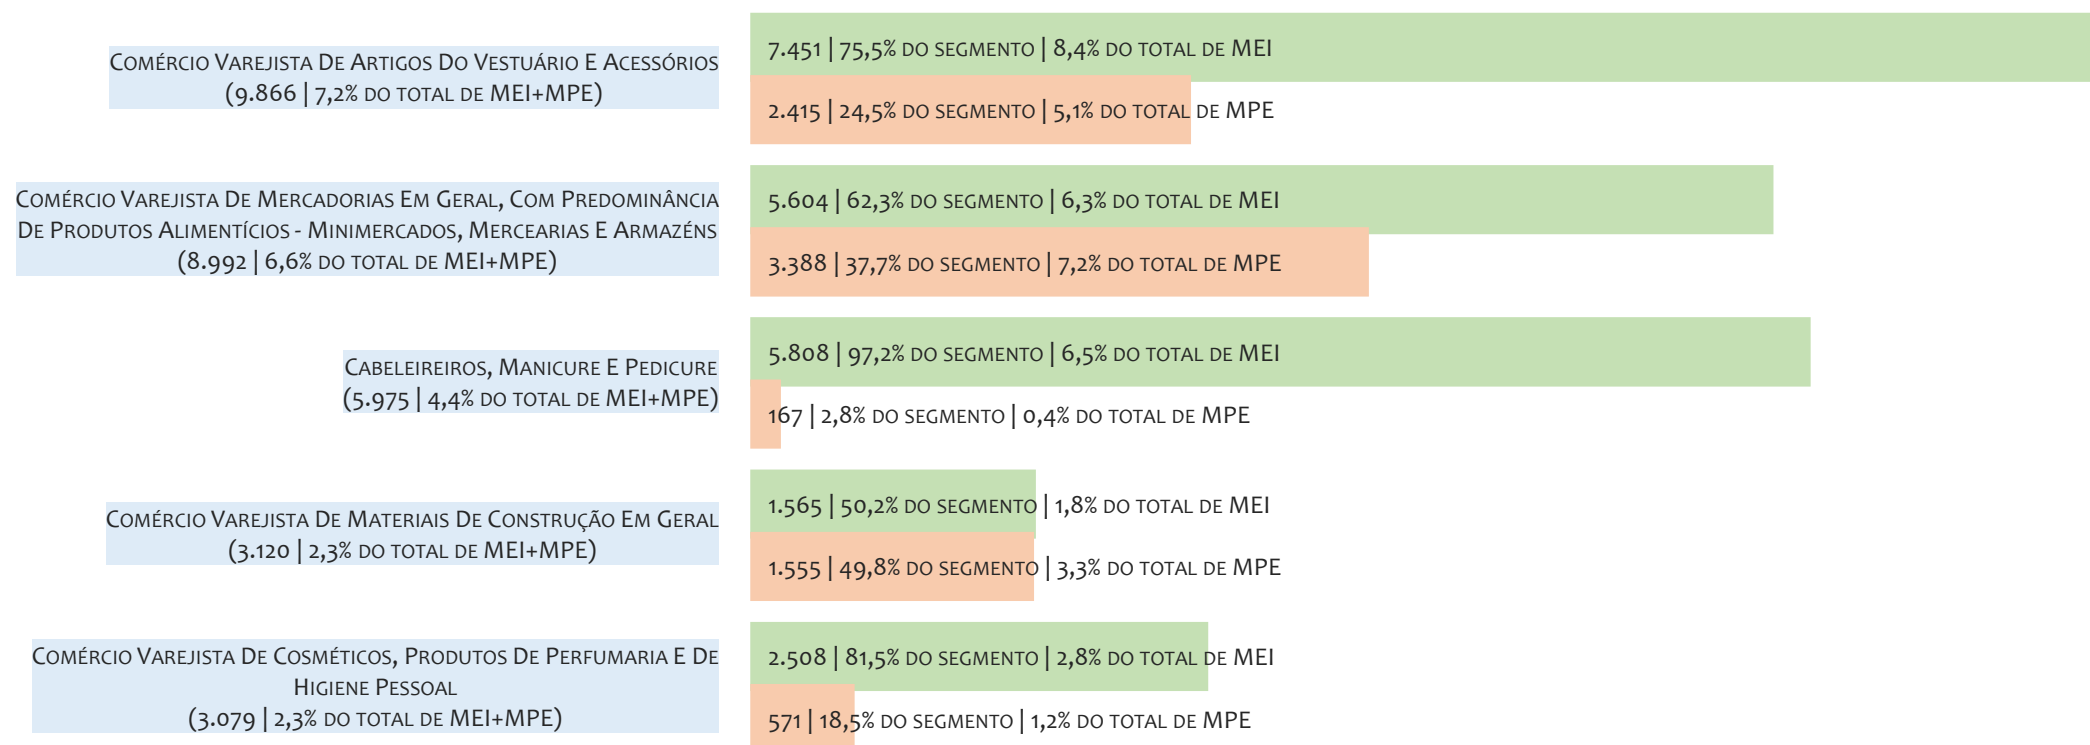 Comércio Varejista De Artigos Do Vestuário E Acessórios
(9.866 | 7,2% do total de MEI+MPE)
7.451 | 75,5% do segmento | 8,4% do total de MEI
2.415 | 24,5% do segmento | 5,1% do total de MPE
Comércio Varejista De Mercadorias Em Geral, Com Predominância
De Produtos Alimentícios - Minimercados, Mercearias E Armazéns
(8.992 | 6,6% do total de MEI+MPE)
5.604 | 62,3% do segmento | 6,3% do total de MEI
3.388 | 37,7% do segmento | 7,2% do total de MPE
Cabeleireiros, Manicure E Pedicure
(5.975 | 4,4% do total de MEI+MPE)
5.808 | 97,2% do segmento | 6,5% do total de MEI
167 | 2,8% do segmento | 0,4% do total de MPE
Comércio Varejista De Materiais De Construção Em Geral
(3.120 | 2,3% do total de MEI+MPE)
1.565 | 50,2% do segmento | 1,8% do total de MEI
1.555 | 49,8% do segmento | 3,3% do total de MPE
Comércio Varejista De Cosméticos, Produtos De Perfumaria E De
Higiene Pessoal
(3.079 | 2,3% do total de MEI+MPE)
2.508 | 81,5% do segmento | 2,8% do total de MEI
571 | 18,5% do segmento | 1,2% do total de MPE